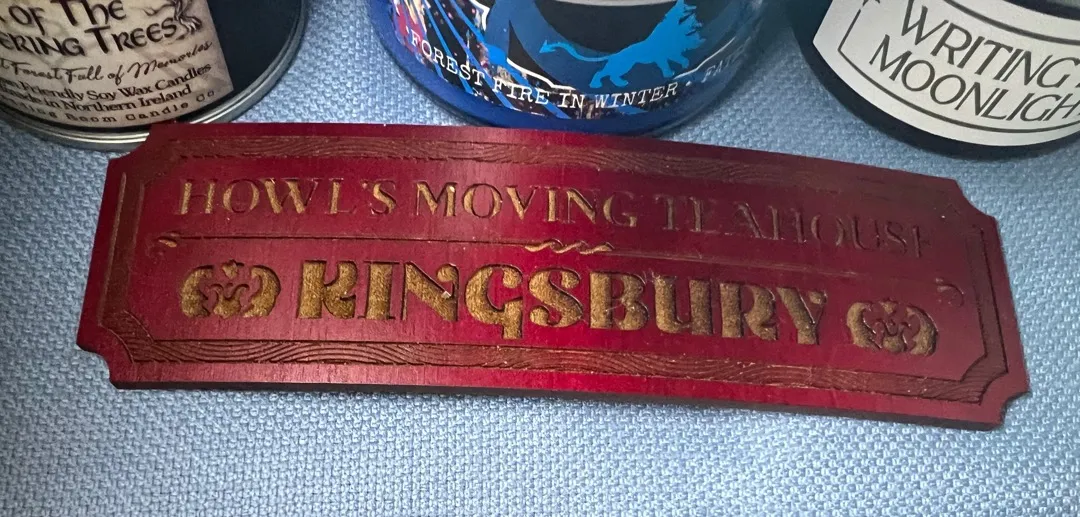 OF THE
ERING TREES
Forest Full of Memories
Friendly Soy Wax Candles
in Northern Ireland
Room Candle Co
FOREST FIRE IN WINTER
WRITING
MOONLIGH
HOWL'S MOVING TEAHOUSE
KINGSBURY